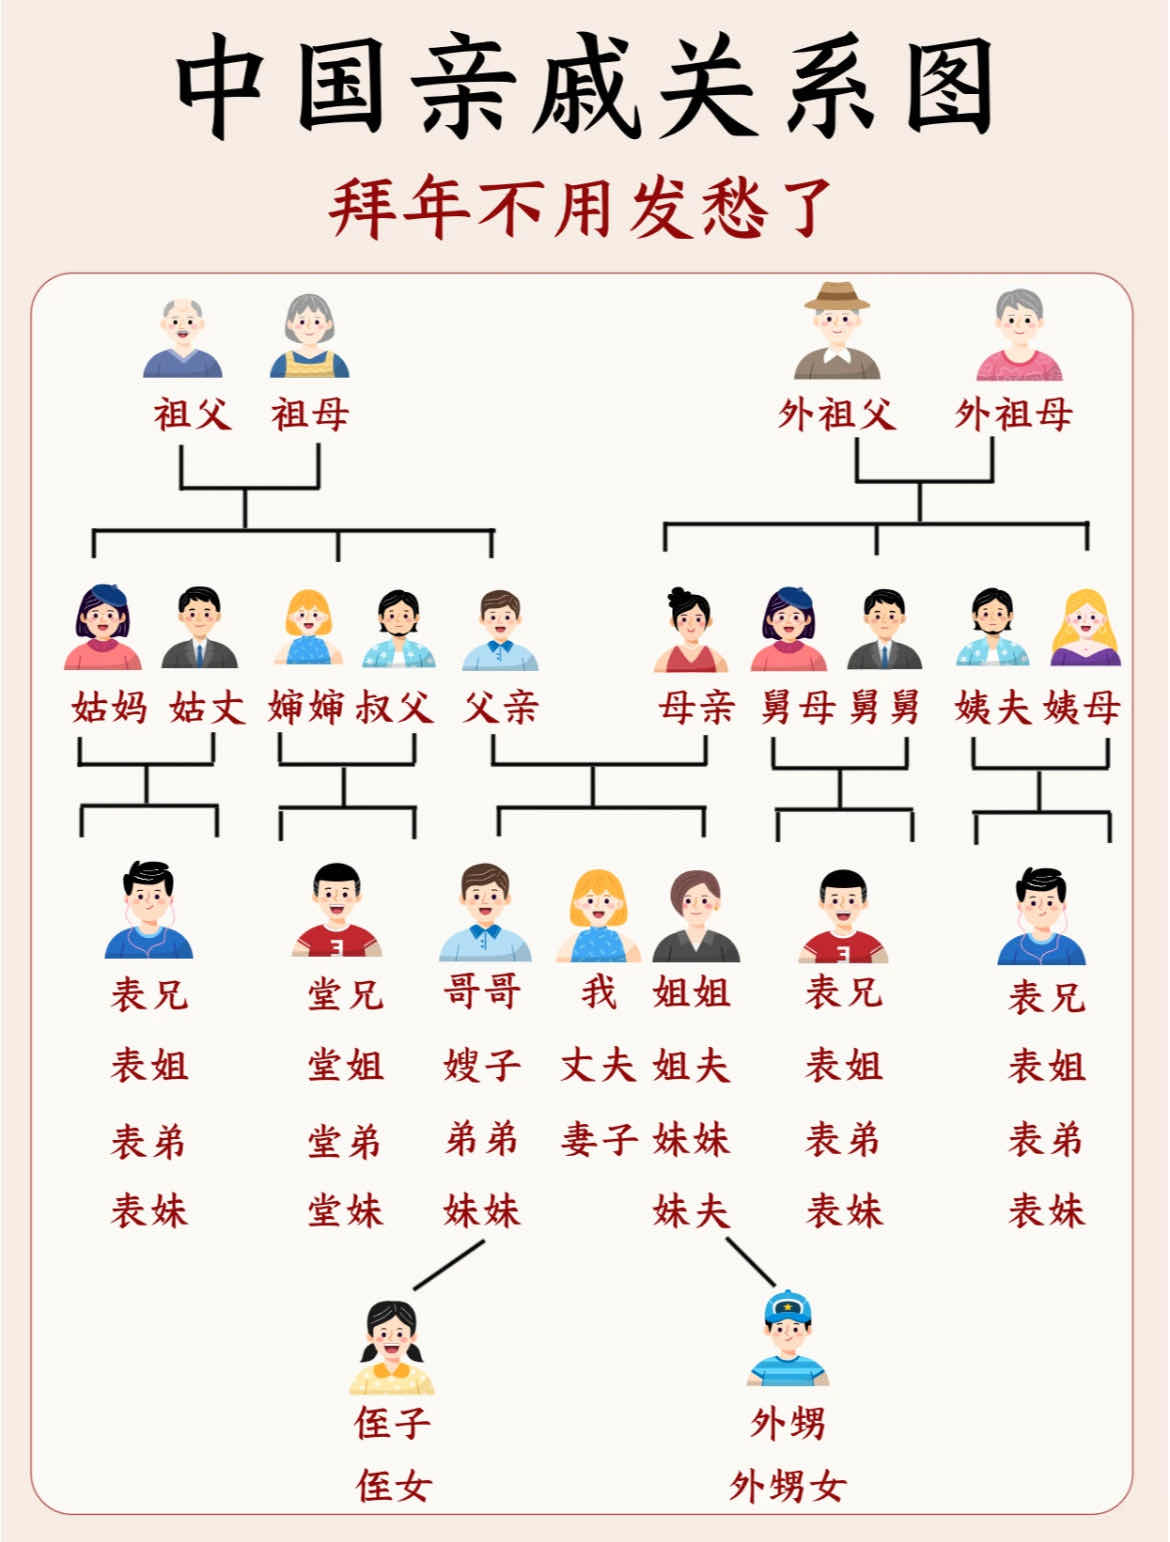 中国亲戚关系图
拜年不用发愁了
祖父 祖母 外祖父 外祖母
姑妈 姑丈 婶婶 叔父 父亲 母亲 舅母 舅舅 姨夫 姨母
表兄 堂兄 哥哥 我 姐姐 表兄 表兄
表姐 堂姐 嫂子 丈夫 姐夫 表姐 表姐
表弟 堂弟 弟弟 妻子 妹妹 表弟 表弟
表妹 堂妹 妹妹 妹夫 表妹 表妹
侄子 外甥
侄女 外甥女